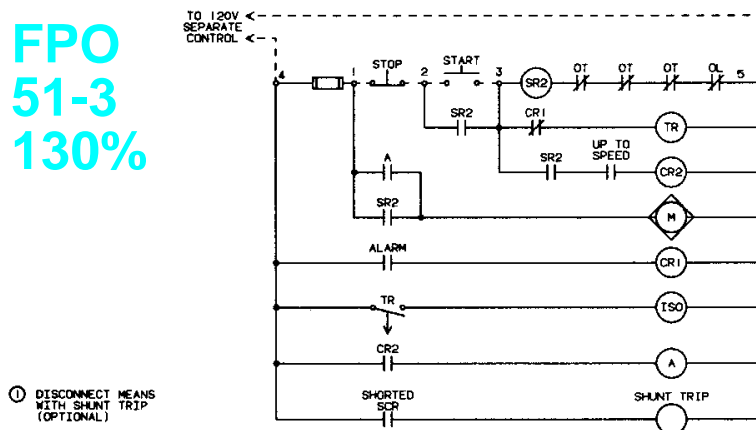 TO 120V
SEPARATE
CONTROL
FPO
51-3
130%
4
1
STOP
2
START
3
SR2
OT
OT
OT
OL
5
SR2
CR1
TR
SR2
UP TO
SPEED
CR2
A
SR2
M
ALARM
CR1
TR
ISO
CR2
A
SHORTED
SCR
SHUNT TRIP
1 DISCONNECT MEANS
WITH SHUNT TRIP
(OPTIONAL)